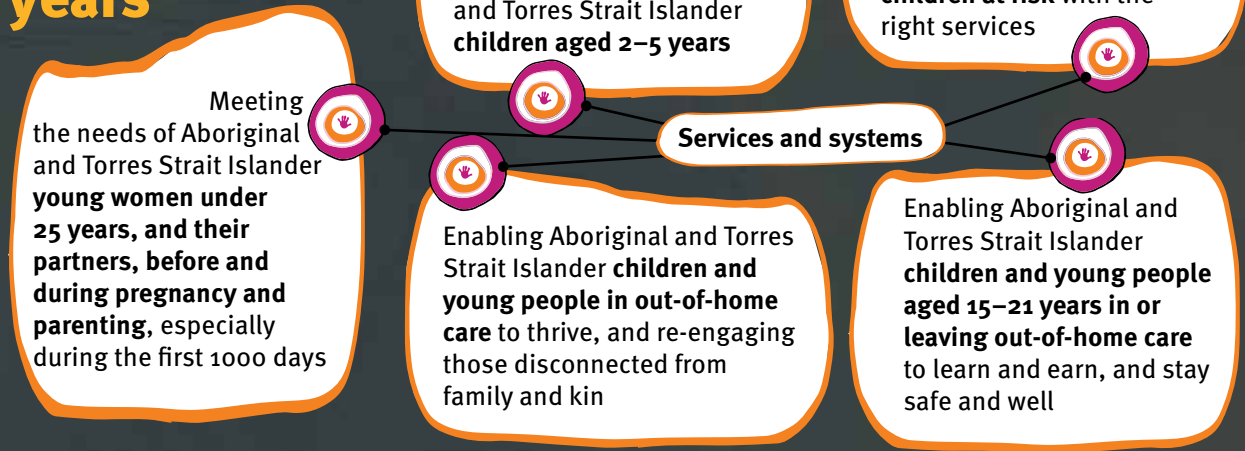 years
and Torres Strait Islander
children aged 2–5 years
children at risk with the
right services
Services and systems
Meeting
the needs of Aboriginal
and Torres Strait Islander
young women under
25 years, and their
partners, before and
during pregnancy and
parenting, especially
during the first 1000 days
Enabling Aboriginal and Torres
Strait Islander children and
young people in out-of-home
care to thrive, and re-engaging
those disconnected from
family and kin
Enabling Aboriginal and
Torres Strait Islander
children and young people
aged 15–21 years in or
leaving out-of-home care
to learn and earn, and stay
safe and well